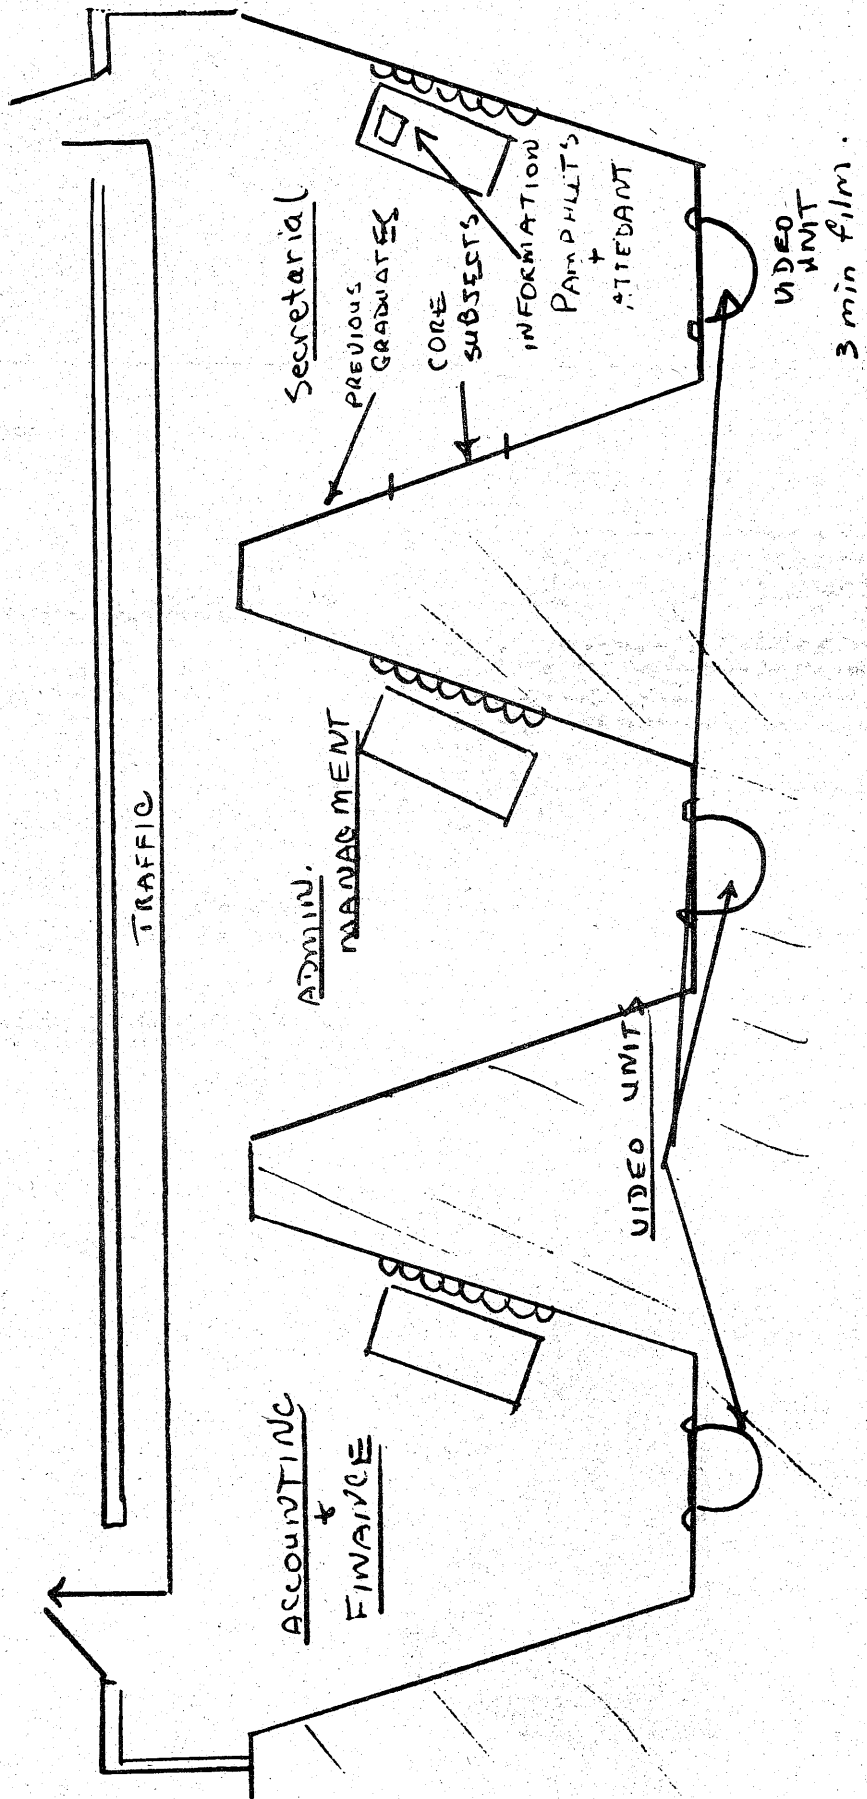 TRAFFIC
ACCOUNTING
&
FINANCE
ADMIN.
MANAGMENT
Secretarial
PREVIOUS
GRADUATES
CORE
SUBJECTS
INFORMATION
PAMPHLETS
+
ATTEDANT
VIDEO UNITS
VIDEO
UNIT
3 min film.